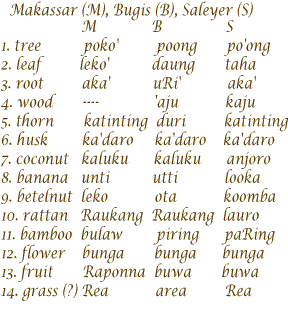 Makassar (M), Bugis (B), Saleyer (S)
M B S
1. tree poko' poong po'ong
2. leaf leko' daung taha
3. root aka' uRi' aka'
4. wood ---- 'aju kaju
5. thorn katinting duri katinting
6. husk ka'daro ka'daro ka'daro
7. coconut kaluku kaluku anjoro
8. banana unti utti looka
9. betelnut leko ota koomba
10. rattan Raukang Raukang lauro
11. bamboo bulaw piring paRing
12. flower bunga bunga bunga
13. fruit Raponna buwa buwa
14. grass (?) Rea area Rea